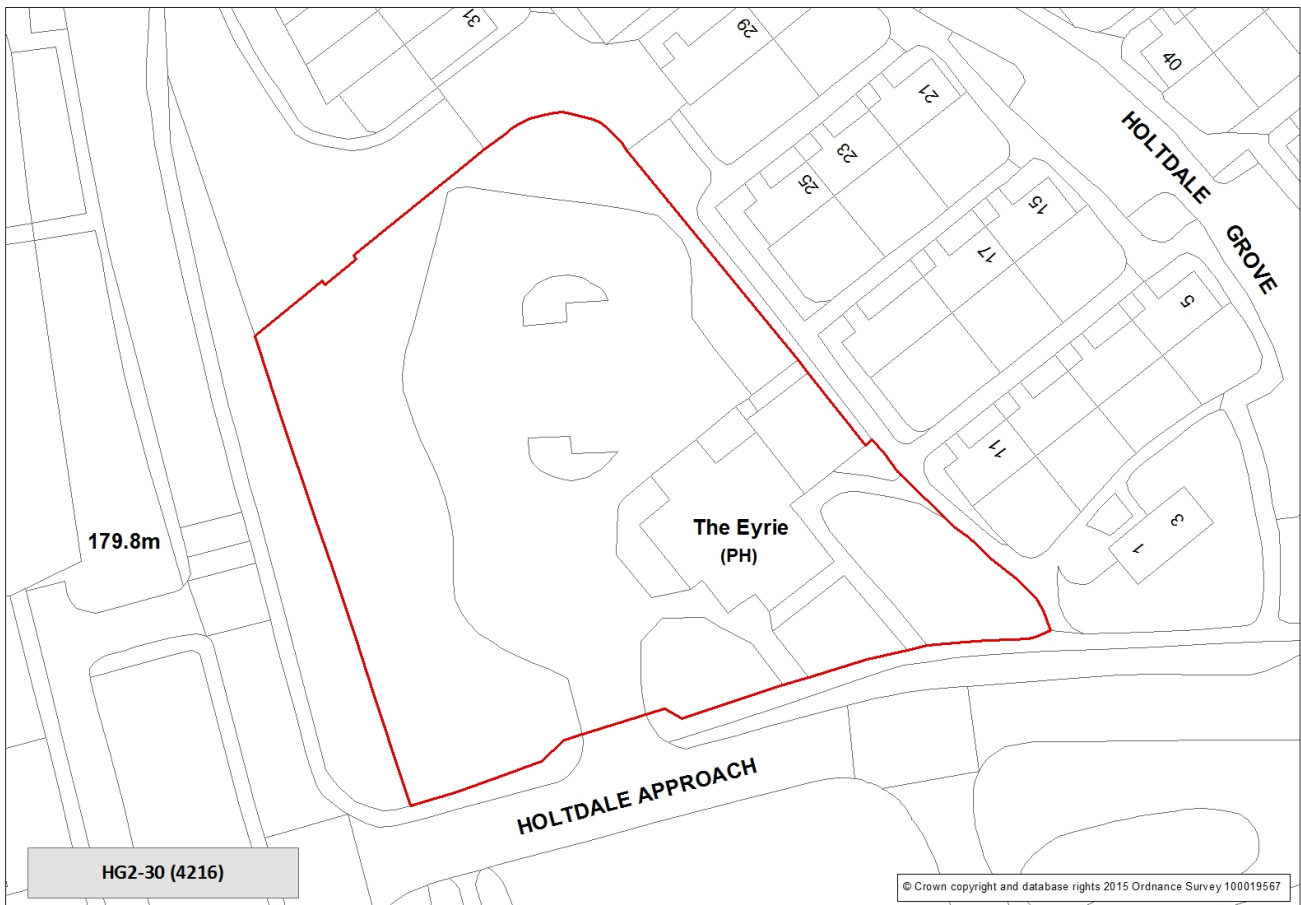 31
29
40
21
23
25
HOLTDALE
GROVE
15
17
5
11
3
1
The Eyrie
(PH)
179.8m
HOLTDALE APPROACH
HG2-30 (4216)
© Crown copyright and database rights 2015 Ordnance Survey 100019567